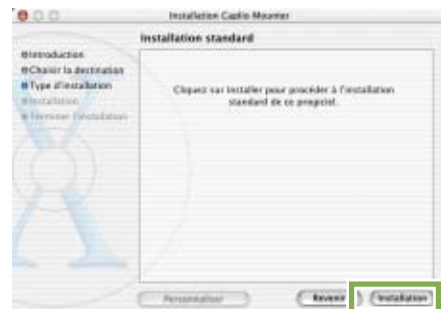 Installation Caplio Mounter
Installation standard
Introduction
Choisir la destination
Type d'installation
Installation
Terminer l'installation
Cliquez sur Installer pour procéder à l'installation
standard de ce progiciel.
Personnaliser
Revenir
Installation